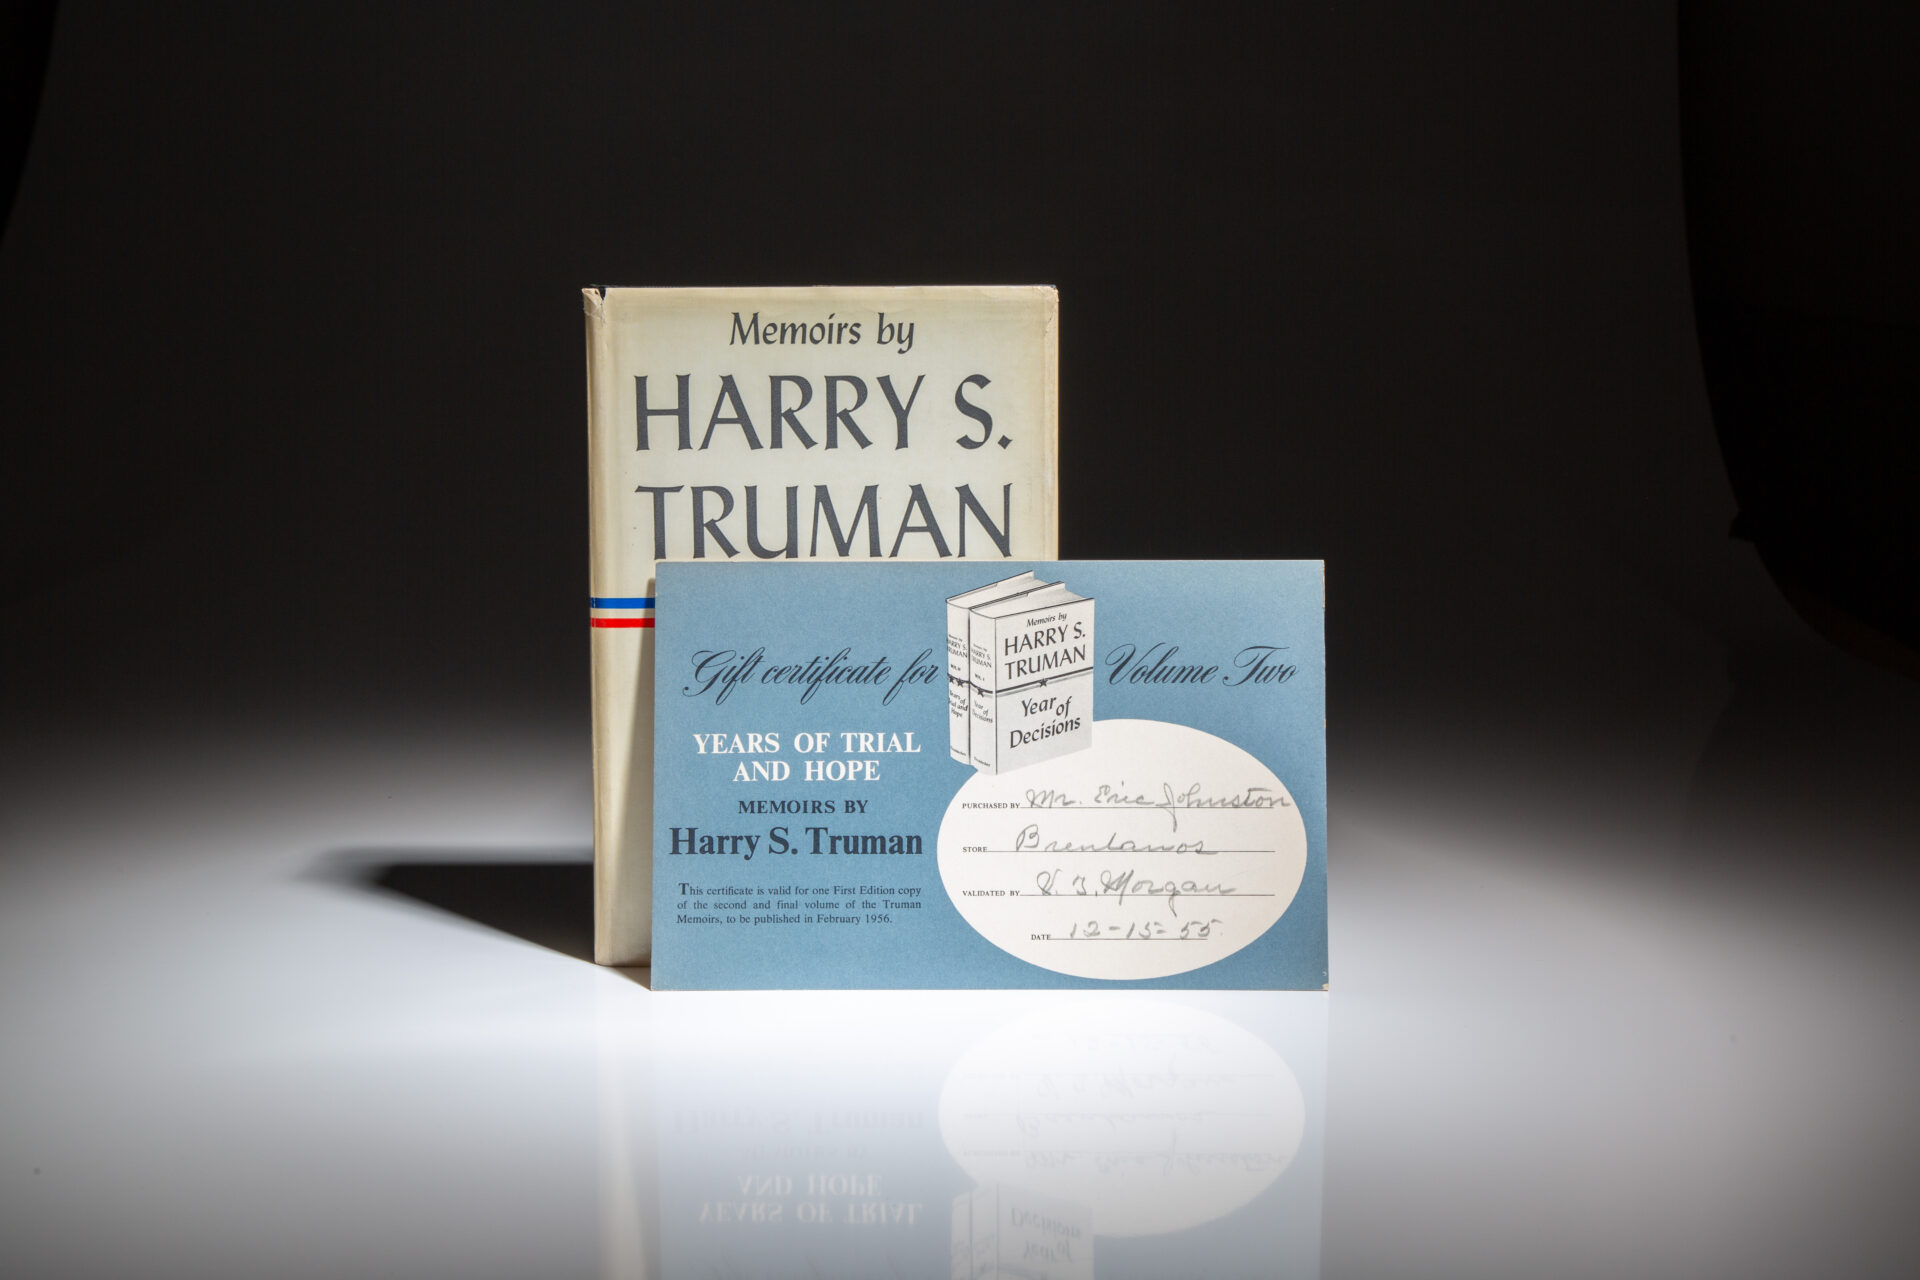 Memoirs by
HARRY S.
TRUMAN
Gift certificate for
Volume Two
Memoirs by
HARRY S.
TRUMAN
Year of
Decisions
YEARS OF TRIAL
AND HOPE
MEMOIRS BY
Harry S. Truman
This certificate is valid for one First Edition copy
of the second and final volume of the Truman
Memoirs, to be published in February 1956.
PURCHASED BY Mr. Eric Johnston
STORE Brentanos
VALIDATED BY Morgan
DATE 12-15-55